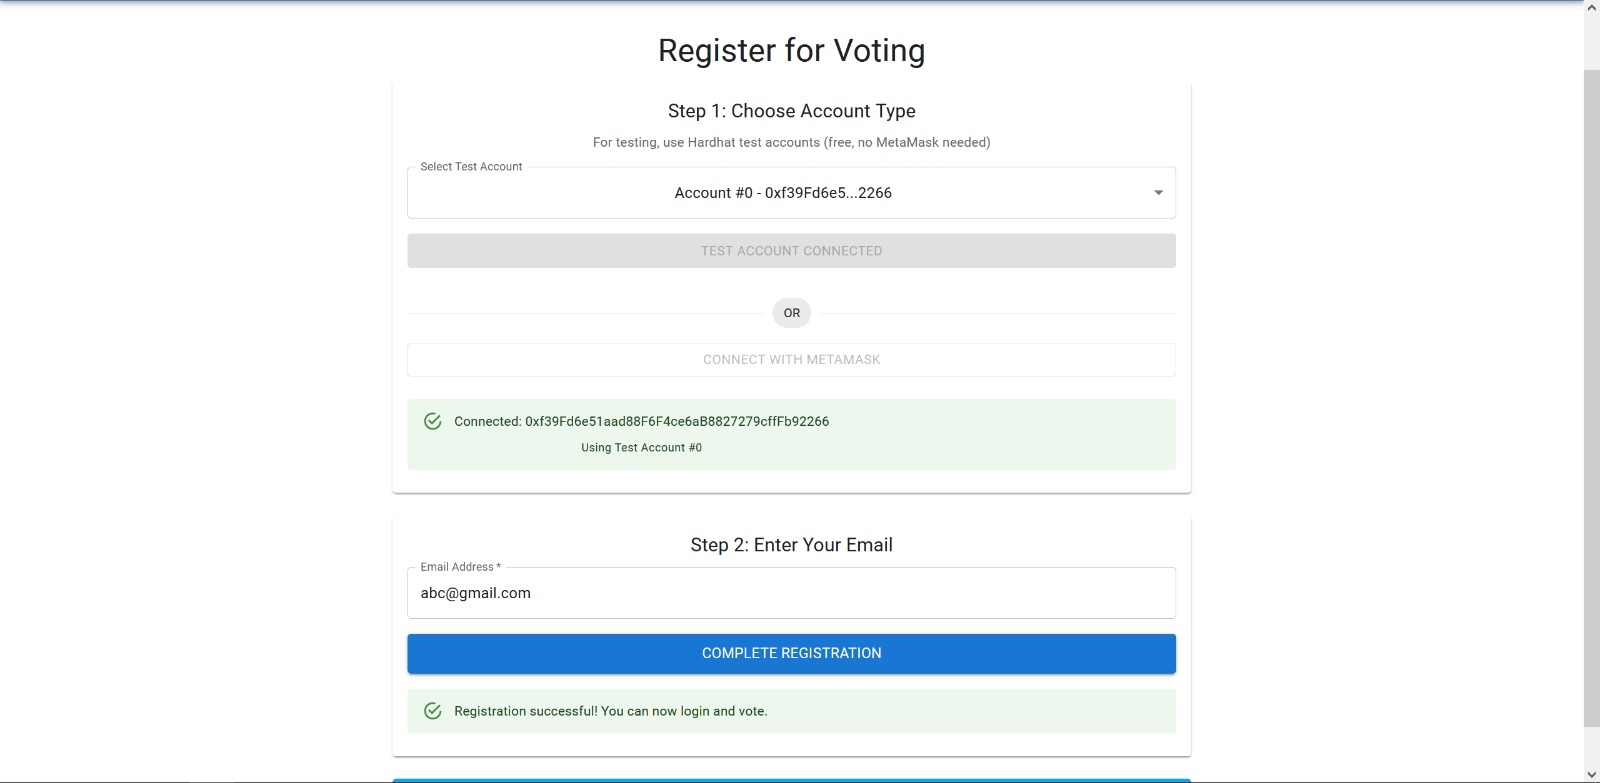 Register for Voting
Step 1: Choose Account Type
For testing, use Hardhat test accounts (free, no MetaMask needed)
Select Test Account
Account #0 - 0xf39Fd6e5...2266
TEST ACCOUNT CONNECTED
OR
CONNECT WITH METAMASK
Connected: 0xf39Fd6e51aad88F6F4ce6aB8827279cffFb92266
Using Test Account #0
Step 2: Enter Your Email
Email Address *
abc@gmail.com
COMPLETE REGISTRATION
Registration successful! You can now login and vote.